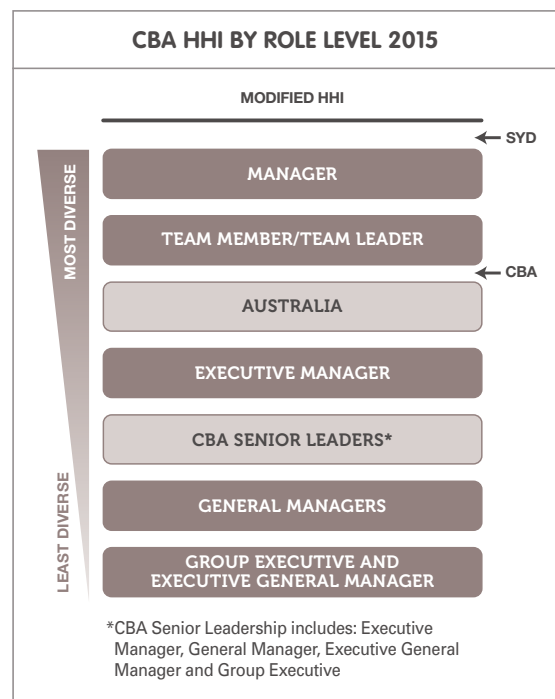 CBA HHI BY ROLE LEVEL 2015
MODIFIED HHI
SYD
MOST DIVERSE
MANAGER
TEAM MEMBER/TEAM LEADER
CBA
AUSTRALIA
EXECUTIVE MANAGER
CBA SENIOR LEADERS*
LEAST DIVERSE
GENERAL MANAGERS
GROUP EXECUTIVE AND
EXECUTIVE GENERAL MANAGER
*CBA Senior Leadership includes: Executive
Manager, General Manager, Executive General
Manager and Group Executive